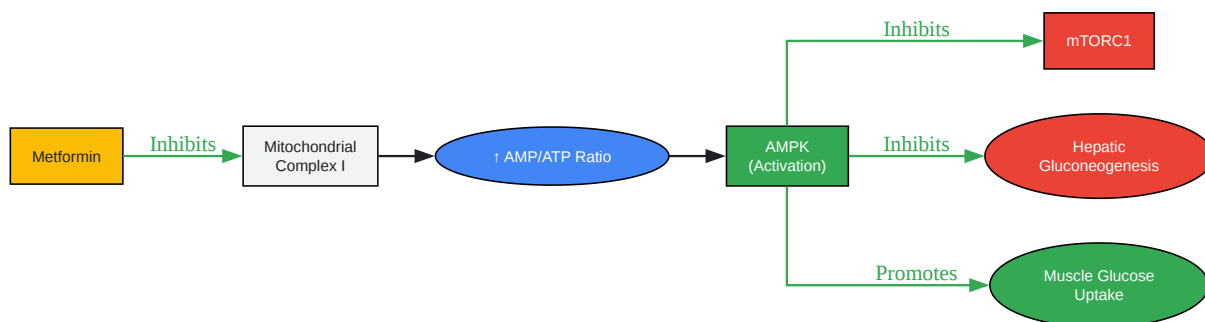 Metformin
Inhibits
Mitochondrial
Complex I
↑ AMP/ATP Ratio
AMPK
(Activation)
Inhibits
mTORC1
Inhibits
Hepatic
Gluconeogenesis
Promotes
Muscle Glucose
Uptake